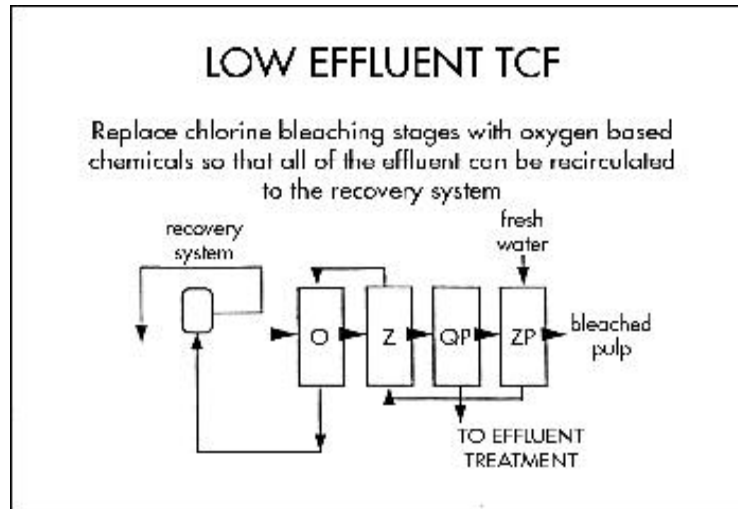 LOW EFFLUENT TCF
Replace chlorine bleaching stages with oxygen based
chemicals so that all of the effluent can be recirculated
to the recovery system
recovery
system
fresh
water
O
Z
QP
ZP
bleached
pulp
TO EFFLUENT
TREATMENT